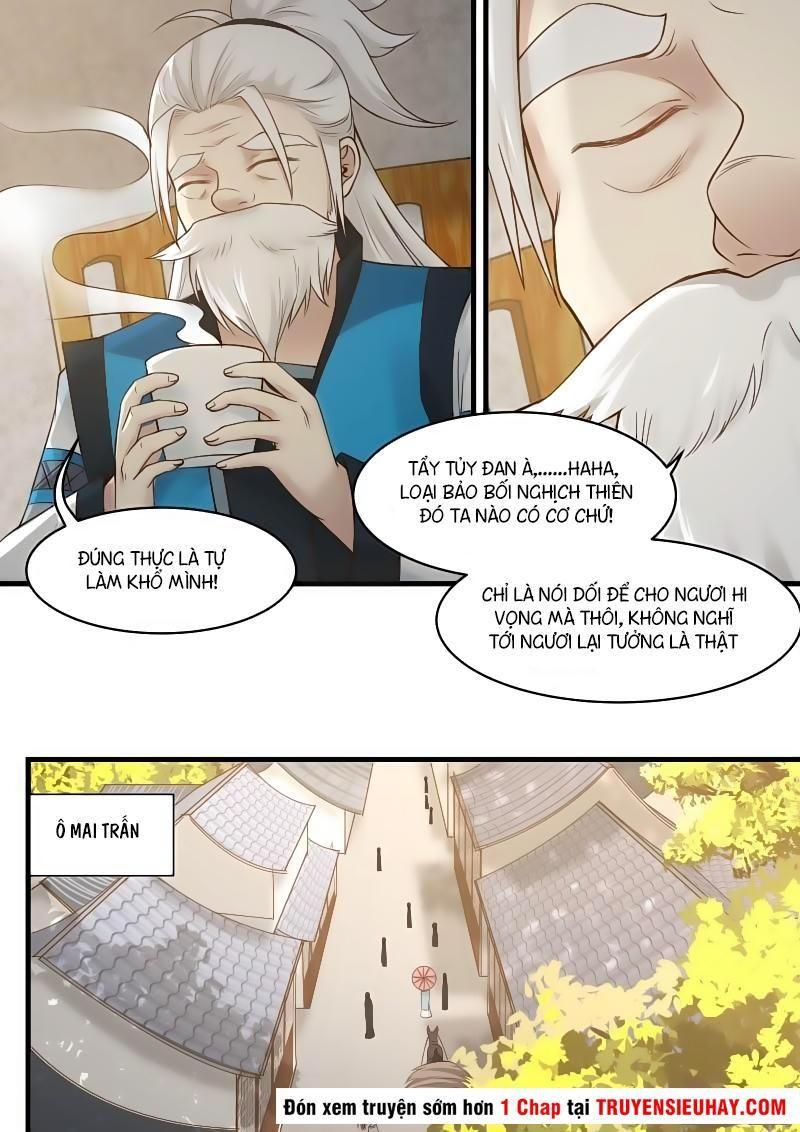 ĐÚNG THỰC LÀ TỰ
LÀM KHỔ MÌNH!
TẨY TỦY ĐAN À,......HAHA,
LOẠI BẢO BỐI NGHỊCH THIÊN
ĐÓ TA NÀO CÓ CƠ CHỨ!
CHỈ LÀ NÓI DỐI ĐỂ CHO NGƯƠI HI
VỌNG MÀ THÔI, KHÔNG NGHĨ
TỚI NGƯƠI LẠI TƯỞNG LÀ THẬT
Ô MAI TRẤN
Đón xem truyện sớm hơn 1 Chap tại TRUYENSIEUHAY.COM